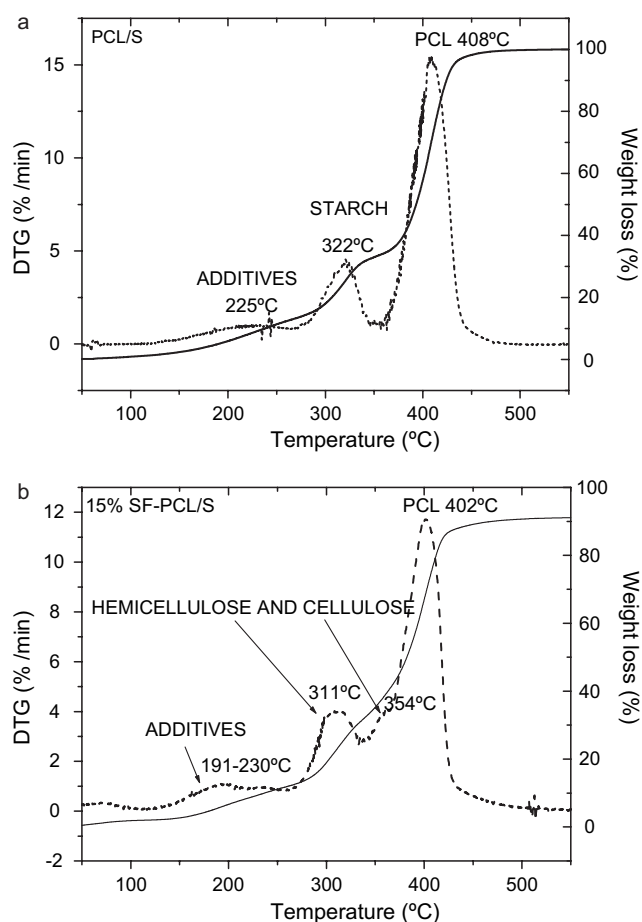 a
PCL/S
PCL 408ºC
15
10
5
0
DTG (% /min)
STARCH
322ºC
ADDITIVES
225ºC
100
80
60
40
20
0
Weight loss (%)
100 200 300 400 500
Temperature (ºC)
b
15% SF-PCL/S
PCL 402ºC
12
10
8
6
4
2
0
-2
DTG (% /min)
HEMICELLULOSE AND CELLULOSE
311ºC
354ºC
ADDITIVES
191-230ºC
100
80
60
40
20
0
Weight loss (%)
100 200 300 400 500
Temperature (ºC)